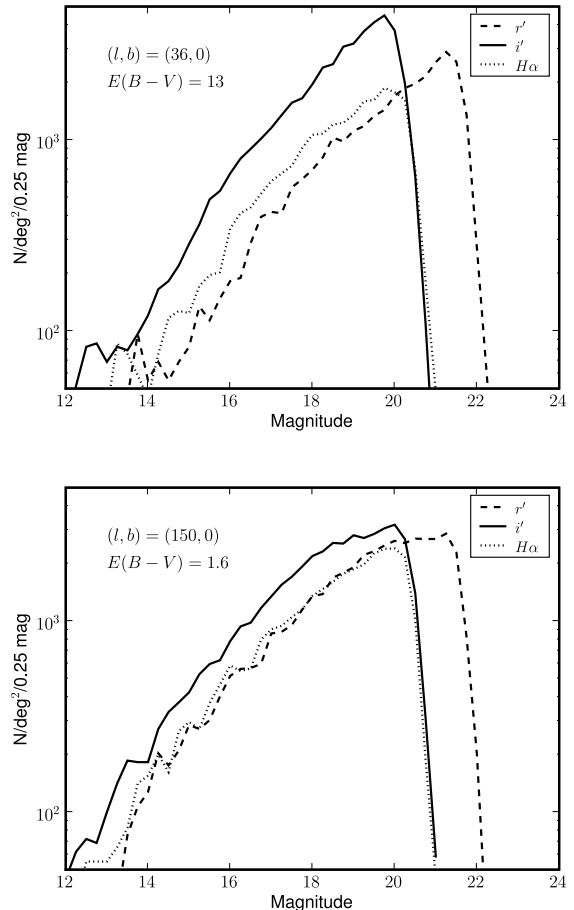 (l, b) = (36, 0)
E(B − V) = 13
r′
i′
Hα
10³
10²
N/deg²/0.25 mag
12 14 16 18 20 22 24
Magnitude
(l, b) = (150, 0)
E(B − V) = 1.6
r′
i′
Hα
10³
10²
N/deg²/0.25 mag
12 14 16 18 20 22 24
Magnitude